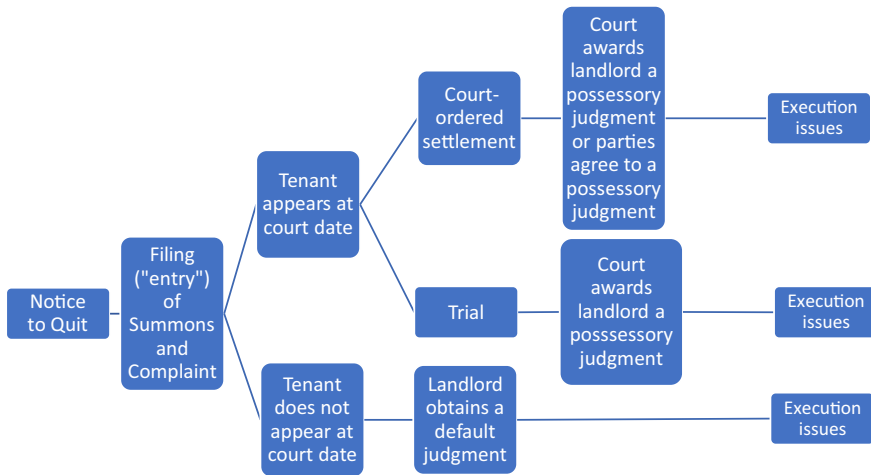 Notice
to Quit
Filing
("entry") of
Summons
and
Complaint
Tenant
appears at
court date
Court-
ordered
settlement
Court
awards
landlord a
possessory
judgment
or parties
agree to a
possessory
judgment
Execution
issues
Trial
Court
awards
landlord a
posssessory
judgment
Execution
issues
Tenant
does not
appear at
court date
Landlord
obtains a
default
judgment
Execution
issues